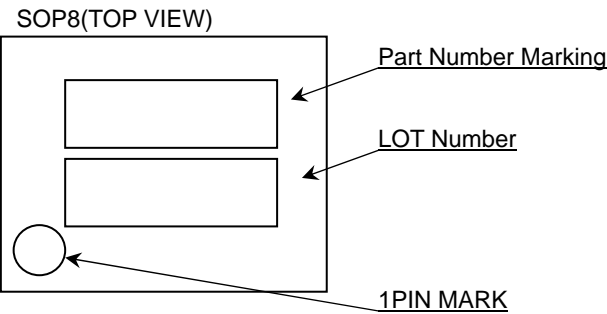 SOP8(TOP VIEW)
Part Number Marking
LOT Number
1PIN MARK